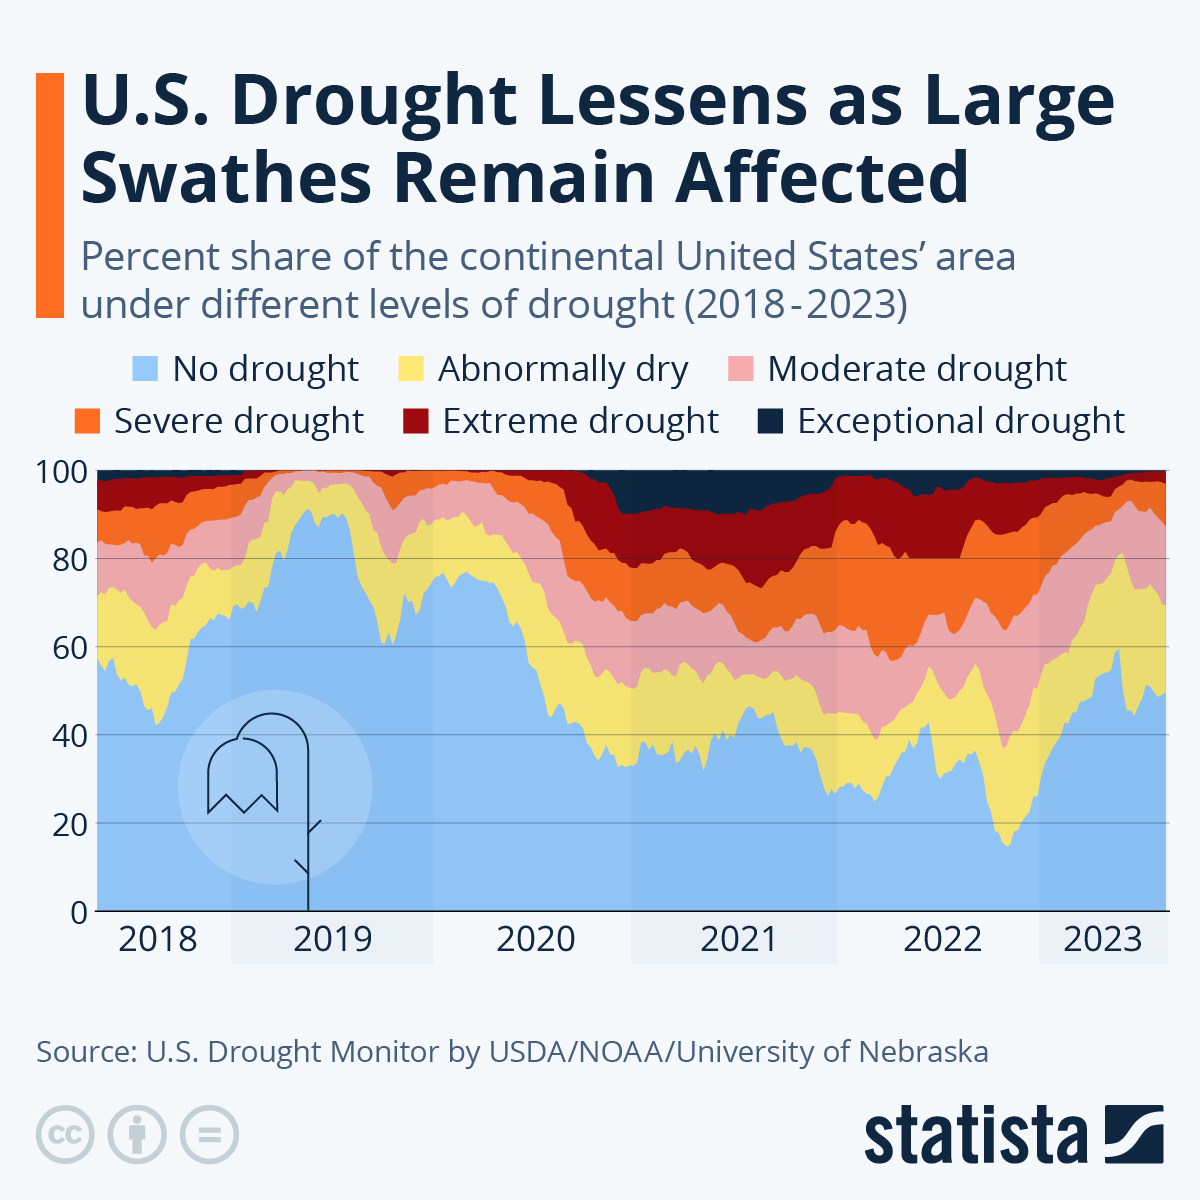 U.S. Drought Lessens as Large
Swathes Remain Affected
Percent share of the continental United States’ area
under different levels of drought (2018-2023)
No drought Abnormally dry Moderate drought
Severe drought Extreme drought Exceptional drought
100
80
60
40
20
0
2018 2019 2020 2021 2022 2023
Source: U.S. Drought Monitor by USDA/NOAA/University of Nebraska
cc
statista